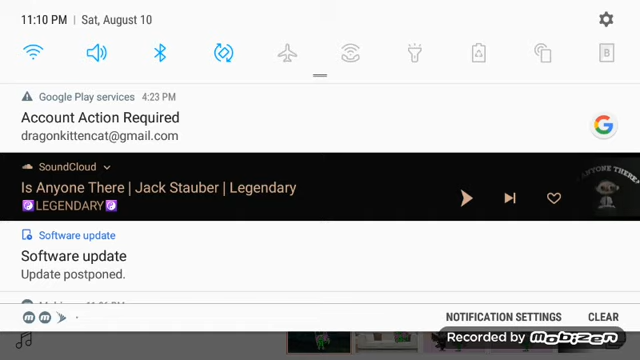 11:10 PM | Sat, August 10
B
Google Play services 4:23 PM
Account Action Required
dragonkittencat@gmail.com
G
SoundCloud
Is Anyone There | Jack Stauber | Legendary
LEGENDARY
ANYONE THERE
Software update
Software update
Update postponed.
NOTIFICATION SETTINGS CLEAR
Recorded by mobizen